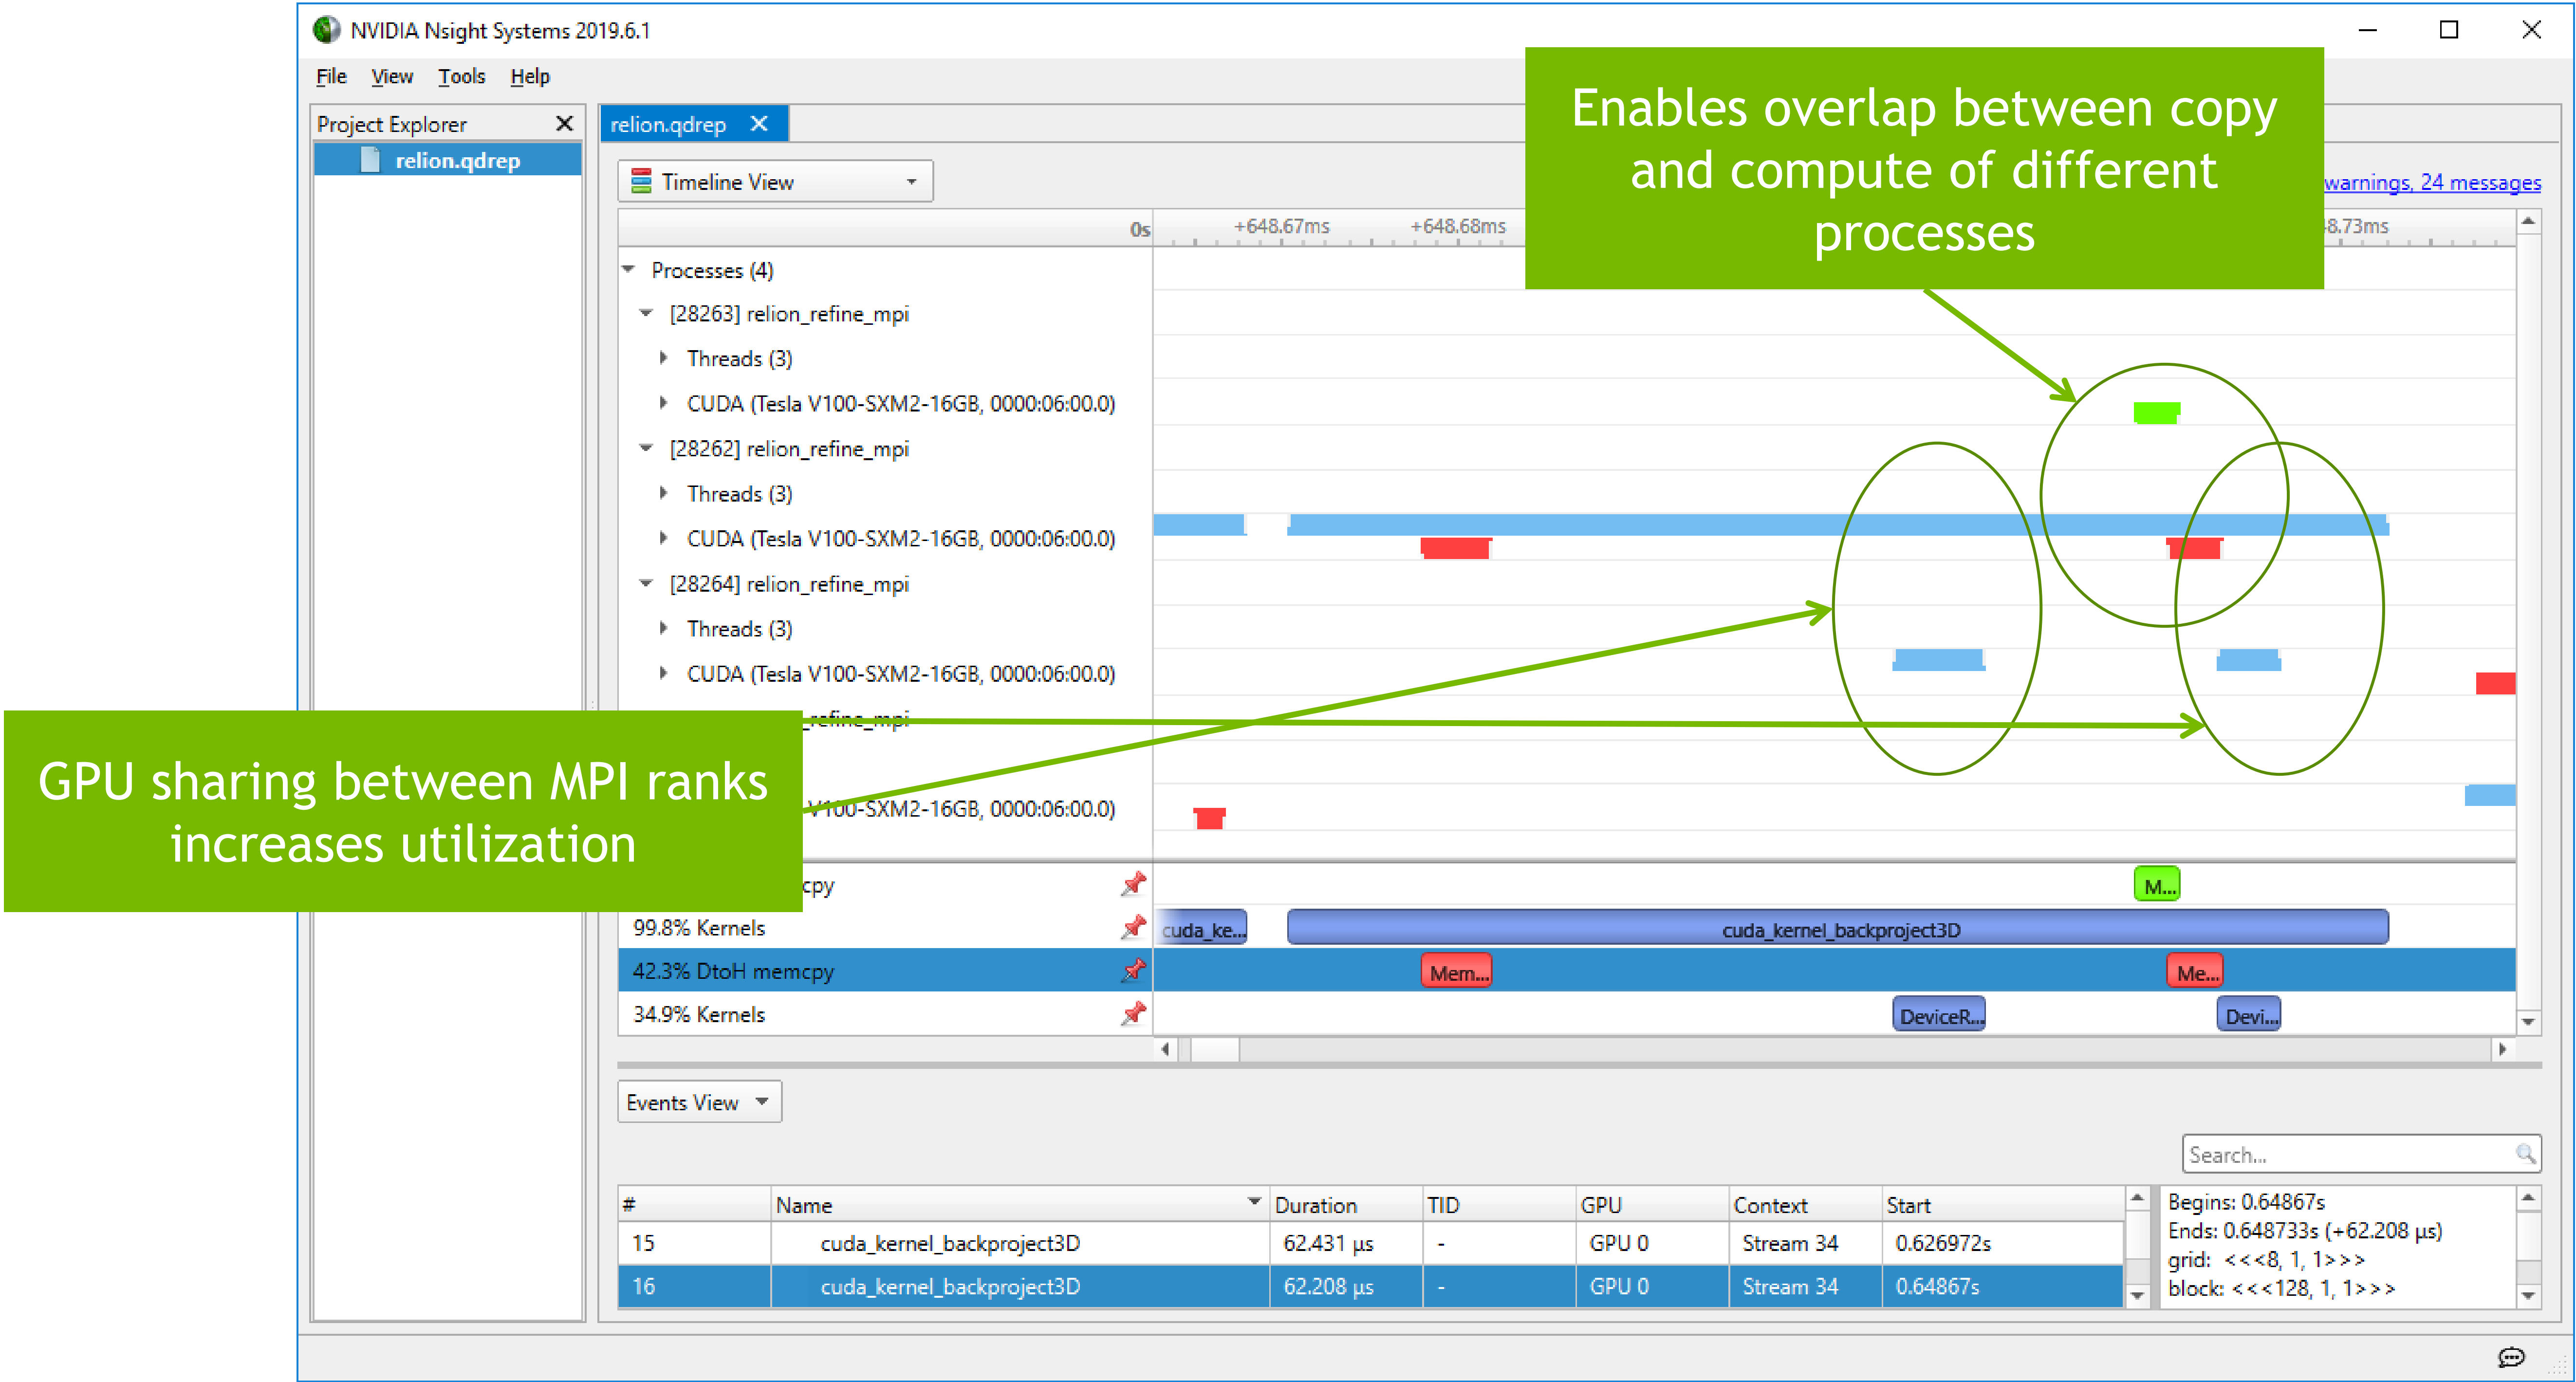 NVIDIA Nsight Systems 2019.6.1
File View Tools Help
Enables overlap between copy
and compute of different
processes
Project Explorer
relion.qdrep
relion.qdrep
Timeline View
warnings, 24 messages
0s +648.67ms +648.68ms 8.73ms
Processes (4)
[28263] relion_refine_mpi
Threads (3)
CUDA (Tesla V100-SXM2-16GB, 0000:06:00.0)
[28262] relion_refine_mpi
Threads (3)
CUDA (Tesla V100-SXM2-16GB, 0000:06:00.0)
[28264] relion_refine_mpi
Threads (3)
CUDA (Tesla V100-SXM2-16GB, 0000:06:00.0)
_refine_mpi
V100-SXM2-16GB, 0000:06:00.0)
GPU sharing between MPI ranks
increases utilization
cpy M...
99.8% Kernels cuda_ke... cuda_kernel_backproject3D
42.3% DtoH memcpy Mem... Me...
34.9% Kernels DeviceR... Devi...
Events View
Search...
# Name Duration TID GPU Context Start
15 cuda_kernel_backproject3D 62.431 µs - GPU 0 Stream 34 0.626972s
16 cuda_kernel_backproject3D 62.208 µs - GPU 0 Stream 34 0.64867s
Begins: 0.64867s
Ends: 0.648733s (+62.208 µs)
grid: <<<8, 1, 1>>>
block: <<<128, 1, 1>>>